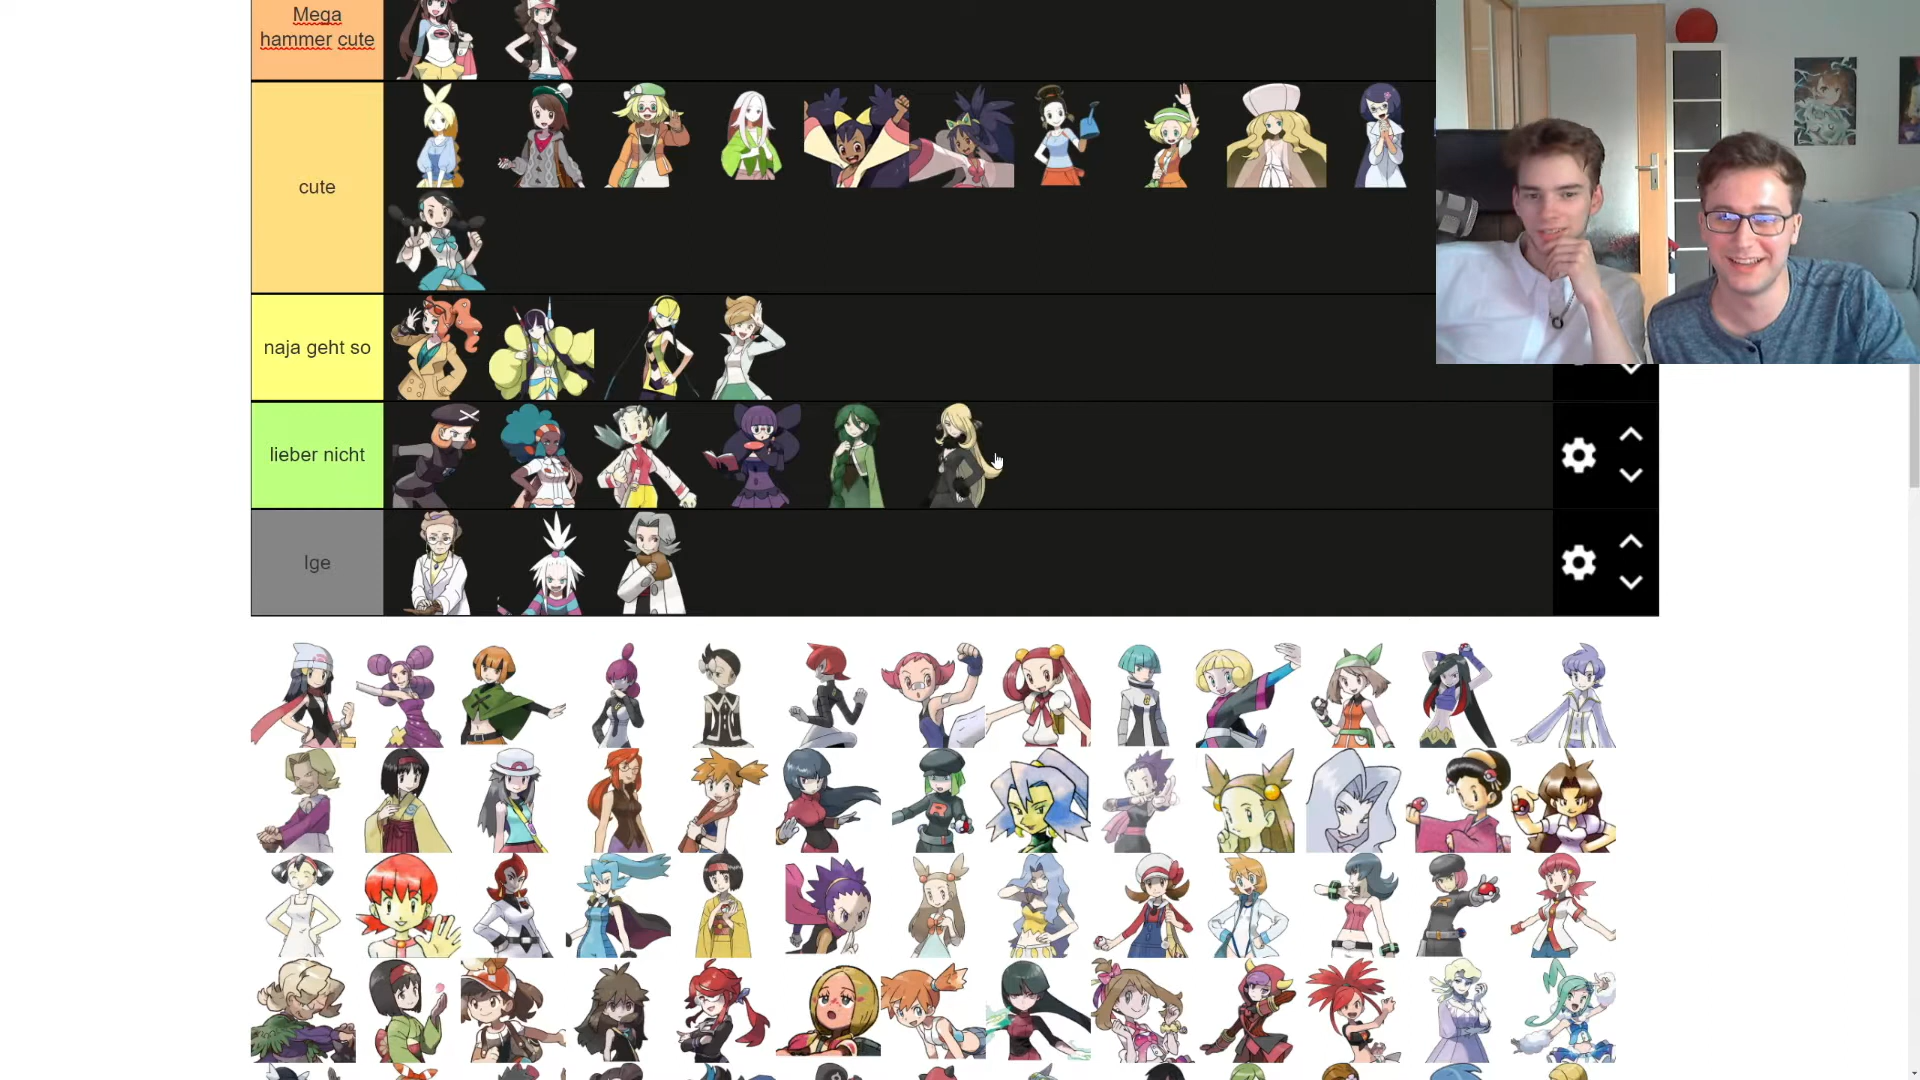 Mega
hammer cute
cute
naja geht so
lieber nicht
Ige